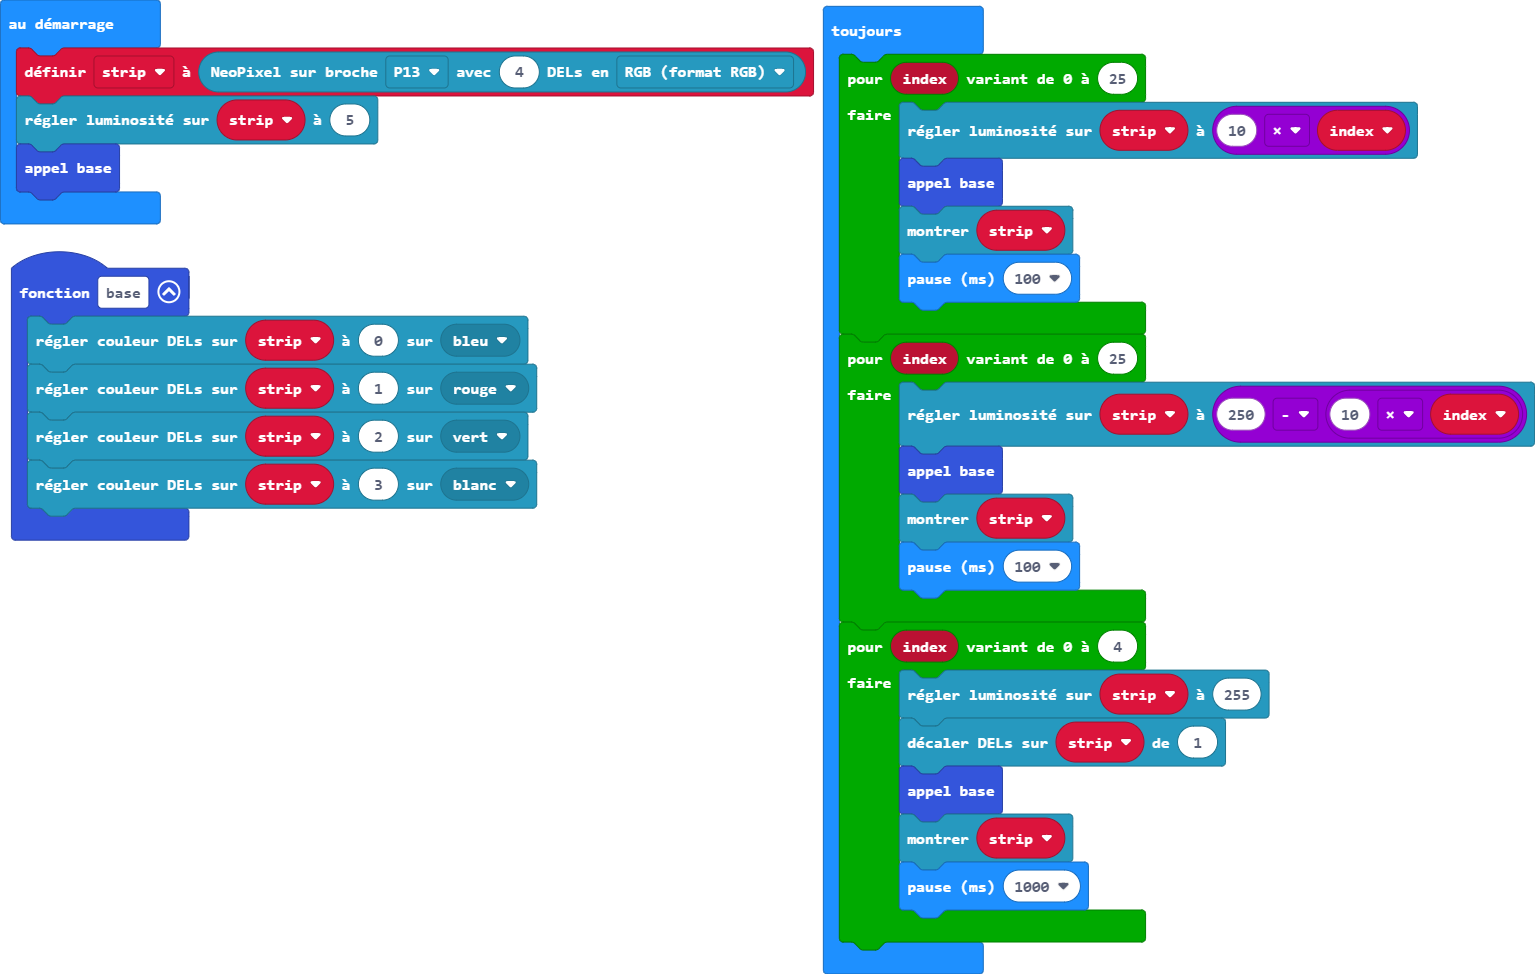 au démarrage
définir strip à NeoPixel sur broche P13 avec 4 DELs en RGB (format RGB)
régler luminosité sur strip à 5
appel base
fonction base
régler couleur DELs sur strip à 0 sur bleu
régler couleur DELs sur strip à 1 sur rouge
régler couleur DELs sur strip à 2 sur vert
régler couleur DELs sur strip à 3 sur blanc
toujours
pour index variant de 0 à 25
faire
régler luminosité sur strip à 10 × index
appel base
montrer strip
pause (ms) 100
pour index variant de 0 à 25
faire
régler luminosité sur strip à 250 - 10 × index
appel base
montrer strip
pause (ms) 100
pour index variant de 0 à 4
faire
régler luminosité sur strip à 255
décaler DELs sur strip de 1
appel base
montrer strip
pause (ms) 1000